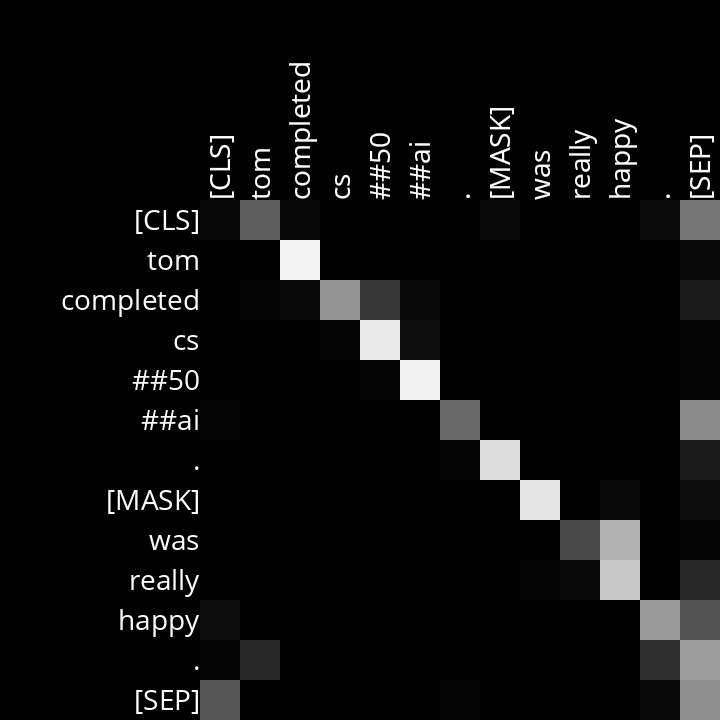 [CLS] tom completed cs ##50 ##ai . [MASK] was really happy . [SEP]
[CLS]
tom
completed
cs
##50
##ai
.
[MASK]
was
really
happy
.
[SEP]